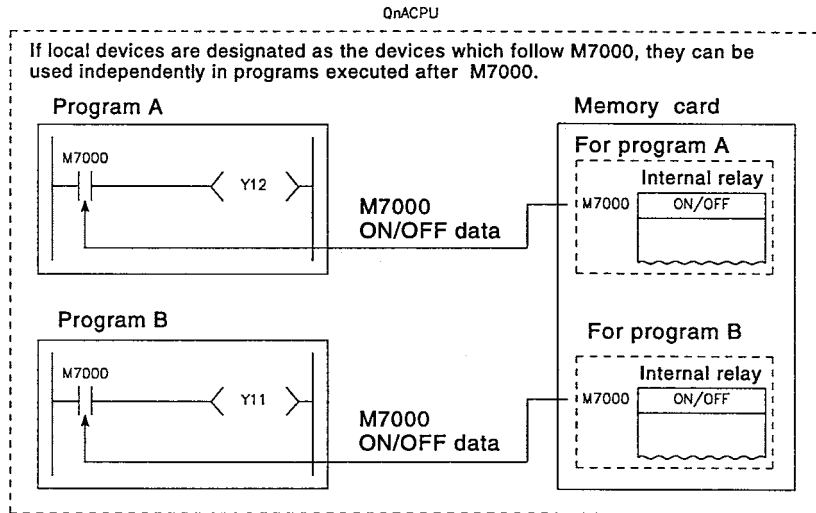 QnACPU
If local devices are designated as the devices which follow M7000, they can be
used independently in programs executed after M7000.
Program A
M7000
Y12
M7000
ON/OFF data
Memory card
For program A
Internal relay
M7000
ON/OFF
Program B
M7000
Y11
M7000
ON/OFF data
For program B
Internal relay
M7000
ON/OFF